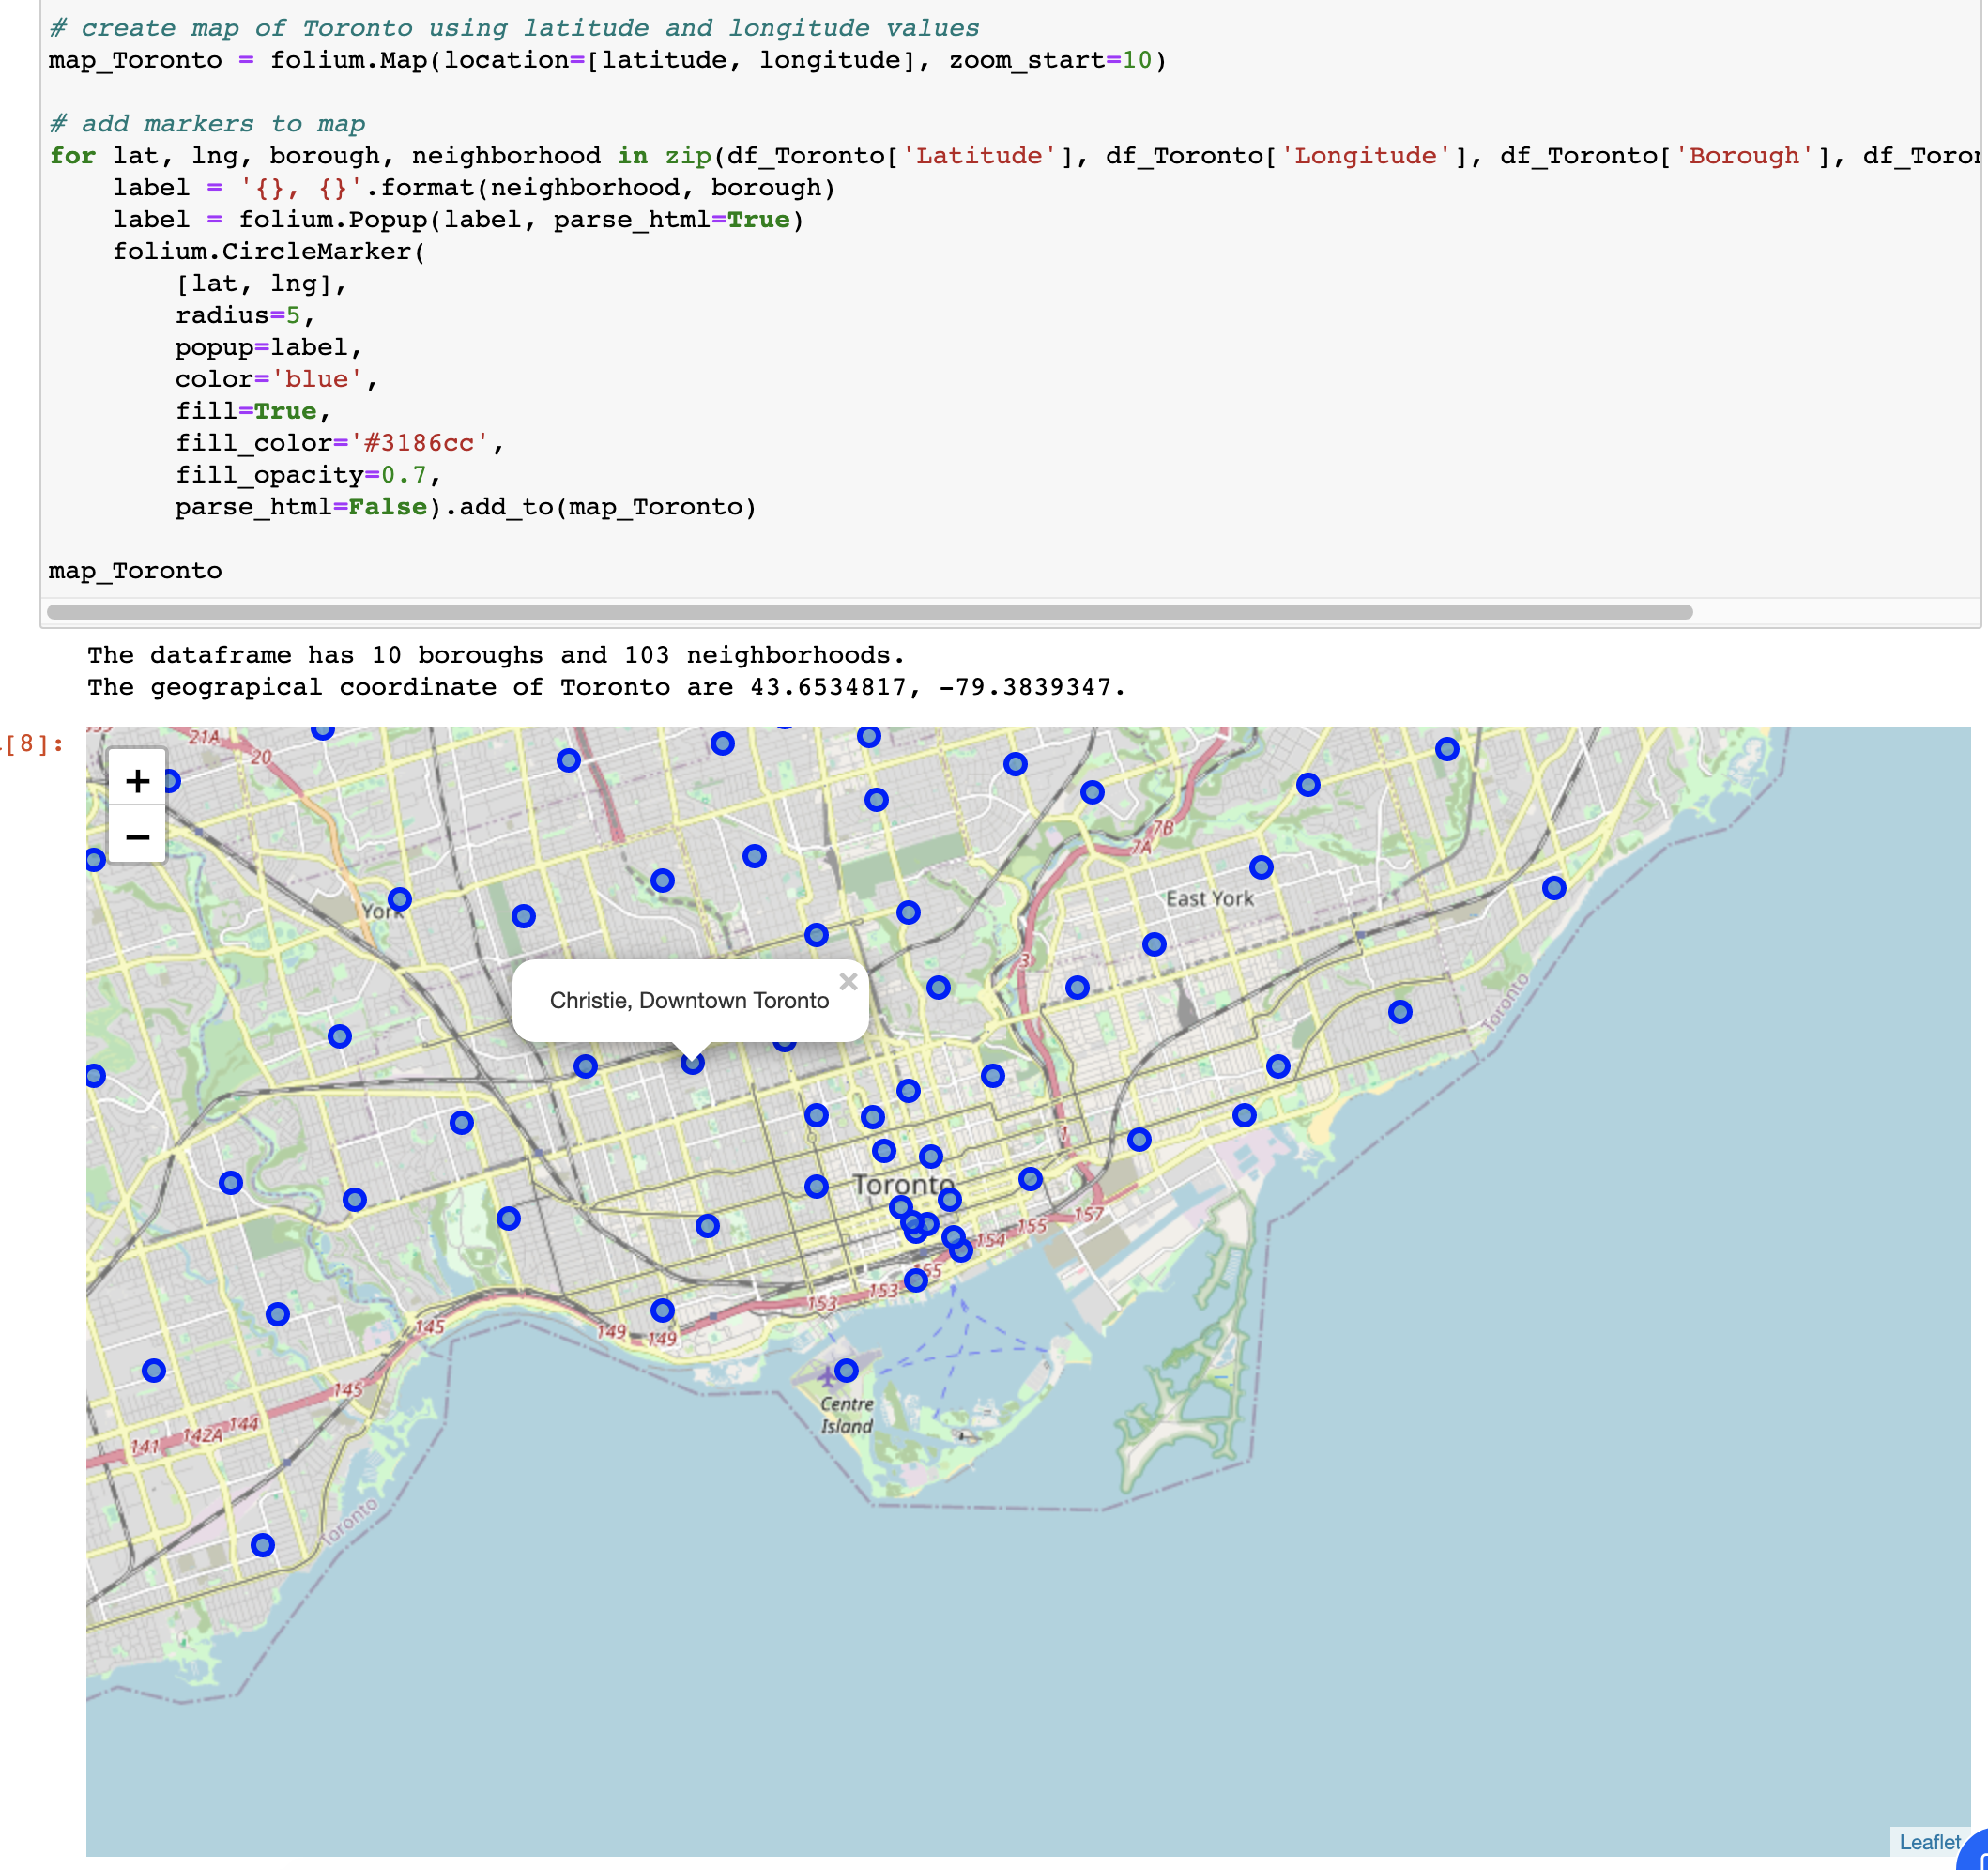 # create map of Toronto using latitude and longitude values
map_Toronto = folium.Map(location=[latitude, longitude], zoom_start=10)
# add markers to map
for lat, lng, borough, neighborhood in zip(df_Toronto['Latitude'], df_Toronto['Longitude'], df_Toronto['Borough'], df_Toron
    label = '{}, {}'.format(neighborhood, borough)
    label = folium.Popup(label, parse_html=True)
    folium.CircleMarker(
        [lat, lng],
        radius=5,
        popup=label,
        color='blue',
        fill=True,
        fill_color='#3186cc',
        fill_opacity=0.7,
        parse_html=False).add_to(map_Toronto)
map_Toronto
The dataframe has 10 boroughs and 103 neighborhoods.
The geograpical coordinate of Toronto are 43.6534817, -79.3839347.
[8]:
21A
20
+
−
7B
7A
York
East York
3
Christie, Downtown Toronto
×
Toronto
1
Toronto
157
155
154
155
153
153
149
149
145
145
144
142A
141
Centre
Island
Toronto
Leaflet